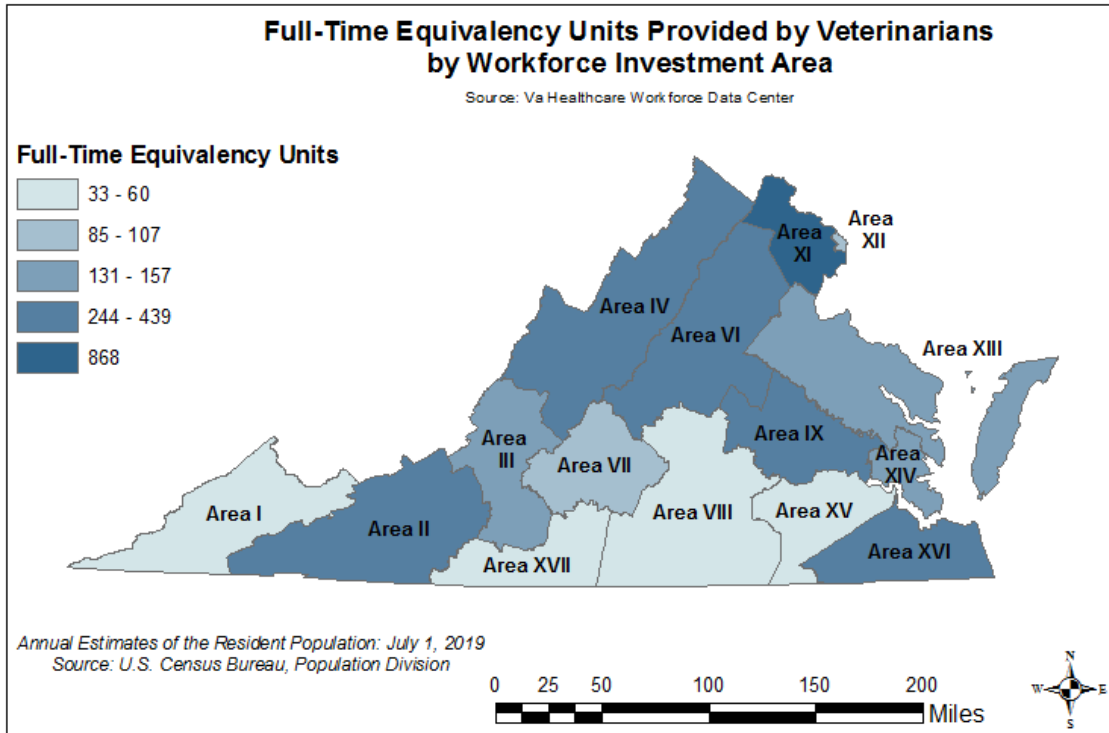 Full-Time Equivalency Units Provided by Veterinarians
by Workforce Investment Area
Source: Va Healthcare Workforce Data Center
Full-Time Equivalency Units
33 - 60
85 - 107
131 - 157
244 - 439
868
Area
XI
Area
XII
Area IV
Area VI
Area XIII
Area
III
Area VII
Area IX
Area
XIV
Area I
Area II
Area VIII
Area XV
Area XVII
Area XVI
Annual Estimates of the Resident Population: July 1, 2019
Source: U.S. Census Bureau, Population Division
0 25 50 100 150 200
Miles
N
W E
S